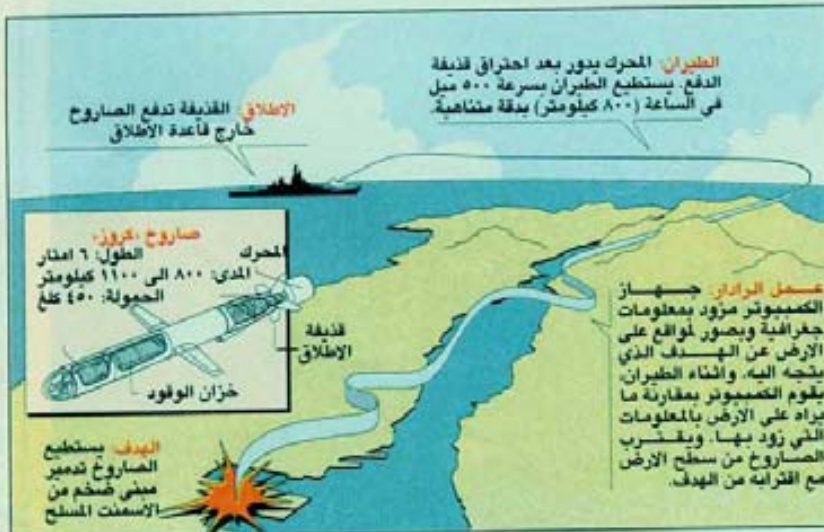 الطيران: المحرك يدور بعد احتراق قذيفة
الدفع. يستطيع الطيران بسرعة ٥٠٠ ميل
في الساعة (٨٠٠ كيلومتر) بدقة متناهية.
الاطلاق: القذيفة تدفع الصاروخ
خارج قاعدة الاطلاق
صاروخ «كروز»
الطول: ٦ امتار
المدى: ٨٠٠ الى ١١٠٠ كيلومتر
الحمولة: ٤٥٠ كلغ
المحرك
قذيفة
الاطلاق
خزان الوقود
عمل الرادار: جهاز
الكمبيوتر مزود بمعلومات
جغرافية وبصور لمواقع على
الارض عن الهدف الذي
يتجه اليه. واثناء الطيران،
يقوم الكمبيوتر بمقارنة ما
يراه على الارض بالمعلومات
التي زود بها. ويقترب
الصاروخ من سطح الارض
مع اقترابه من الهدف.
الهدف: يستطيع
الصاروخ تدمير
مبنى ضخم من
الاسمنت المسلح